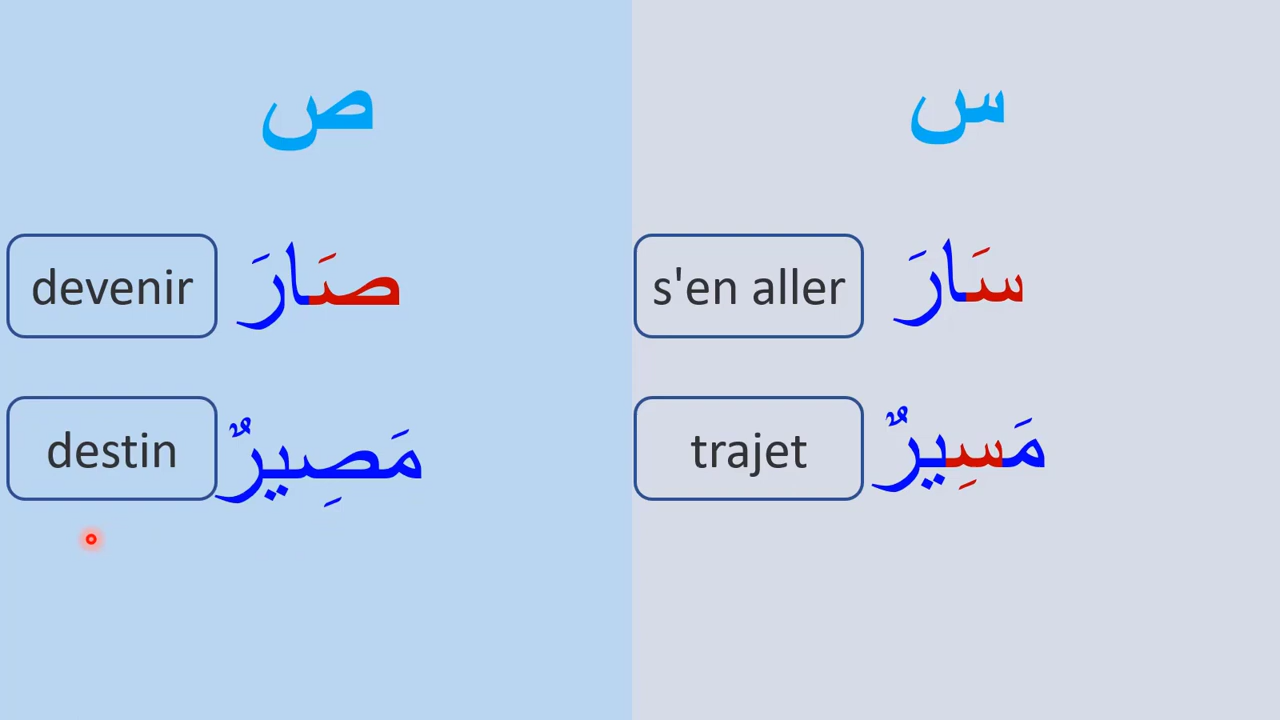 ص
س
devenir صَارَ
s'en aller سَارَ
destin مَصِيرٌ
trajet مَسِيرٌ